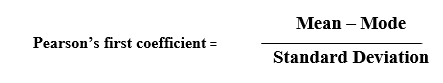 Mean – Mode
Pearson's first coefficient =
Standard Deviation